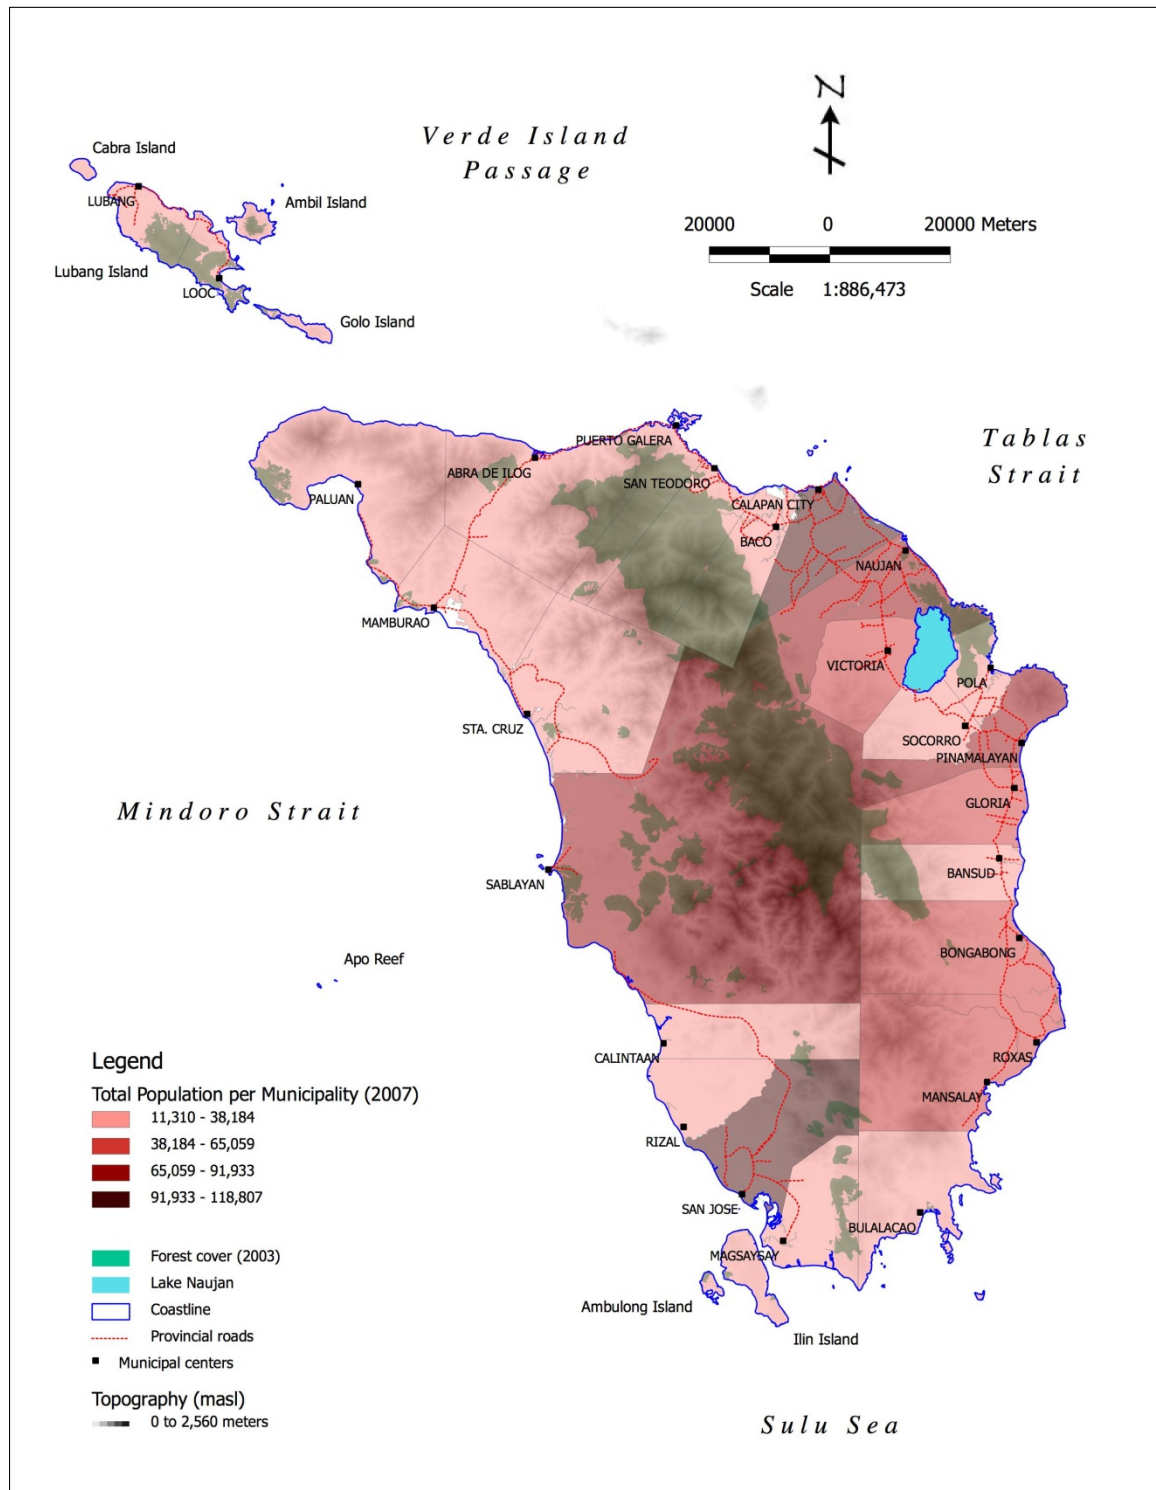 N
Verde Island
Passage
Cabra Island
LUBANG
Ambil Island
Lubang Island
LOOC
Golo Island
20000 0 20000 Meters
Scale 1:886,473
Tablas
Strait
PUERTO GALERA
ABRA DE ILOG
SAN TEODORO
PALUAN
CALAPAN CITY
BACO
NAUJAN
MAMBURAO
VICTORIA
POLA
STA. CRUZ
SOCORRO
PINAMALAYAN
Mindoro Strait
GLORIA
BANSUD
SABLAYAN
BONGABONG
Apo Reef
CALINTAAN
ROXAS
MANSALAY
RIZAL
SAN JOSE
BULALACAO
MAGSAYSAY
Ambulong Island
Ilin Island
Sulu Sea
Legend
Total Population per Municipality (2007)
11,310 - 38,184
38,184 - 65,059
65,059 - 91,933
91,933 - 118,807
Forest cover (2003)
Lake Naujan
Coastline
Provincial roads
Municipal centers
Topography (masl)
0 to 2,560 meters